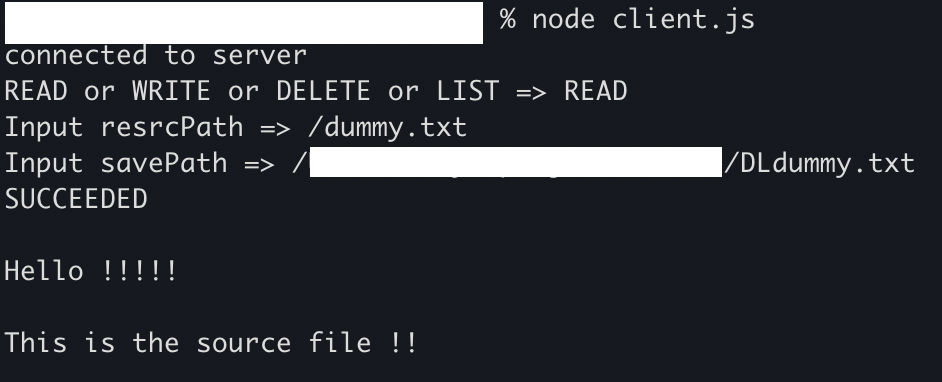 % node client.js
connected to server
READ or WRITE or DELETE or LIST => READ
Input resrcPath => /dummy.txt
Input savePath => / /DLdummy.txt
SUCCEEDED
Hello !!!!!
This is the source file !!